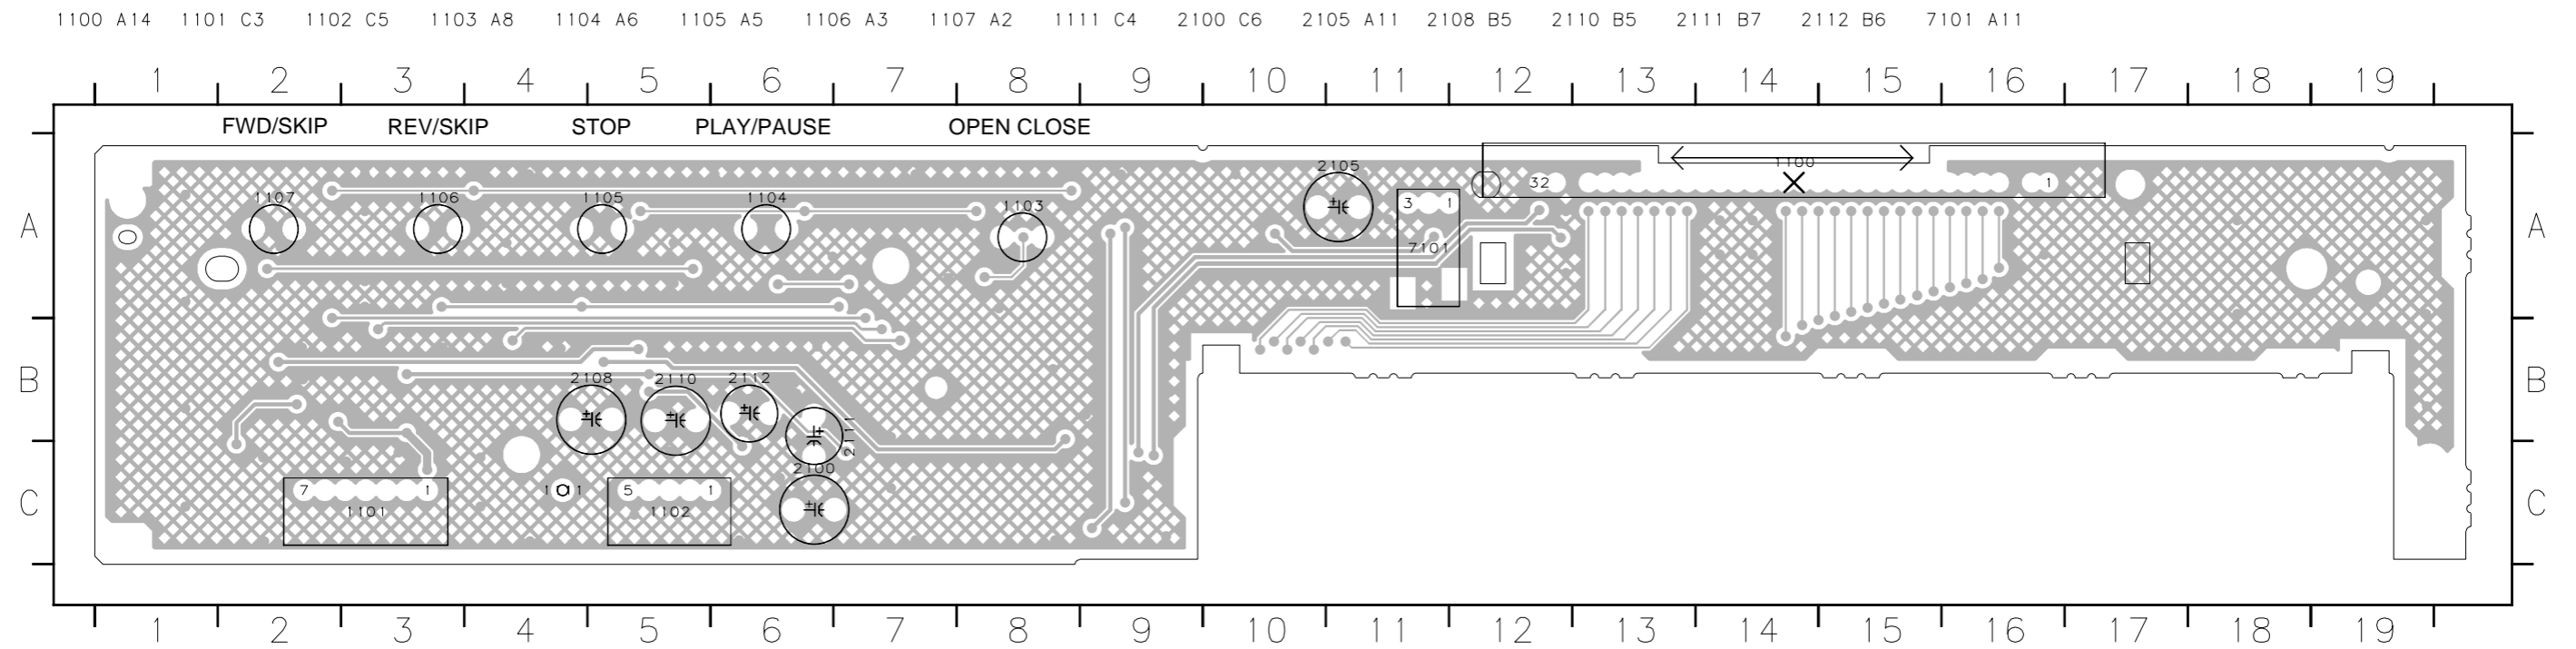 1100 A14 1101 C3 1102 C5 1103 A8 1104 A6 1105 A5 1106 A3 1107 A2 1111 C4 2100 C6 2105 A11 2108 B5 2110 B5 2111 B7 2112 B6 7101 A11
1 2 3 4 5 6 7 8 9 10 11 12 13 14 15 16 17 18 19
FWD/SKIP REV/SKIP STOP PLAY/PAUSE OPEN CLOSE
2105 1100
32 1
1107 1106 1105 1104 1103 3 1
A A
7101
2108 2110 2112
B B
2111
2100
7 1 1 1 5 1
C C
1101 1102
1 2 3 4 5 6 7 8 9 10 11 12 13 14 15 16 17 18 19